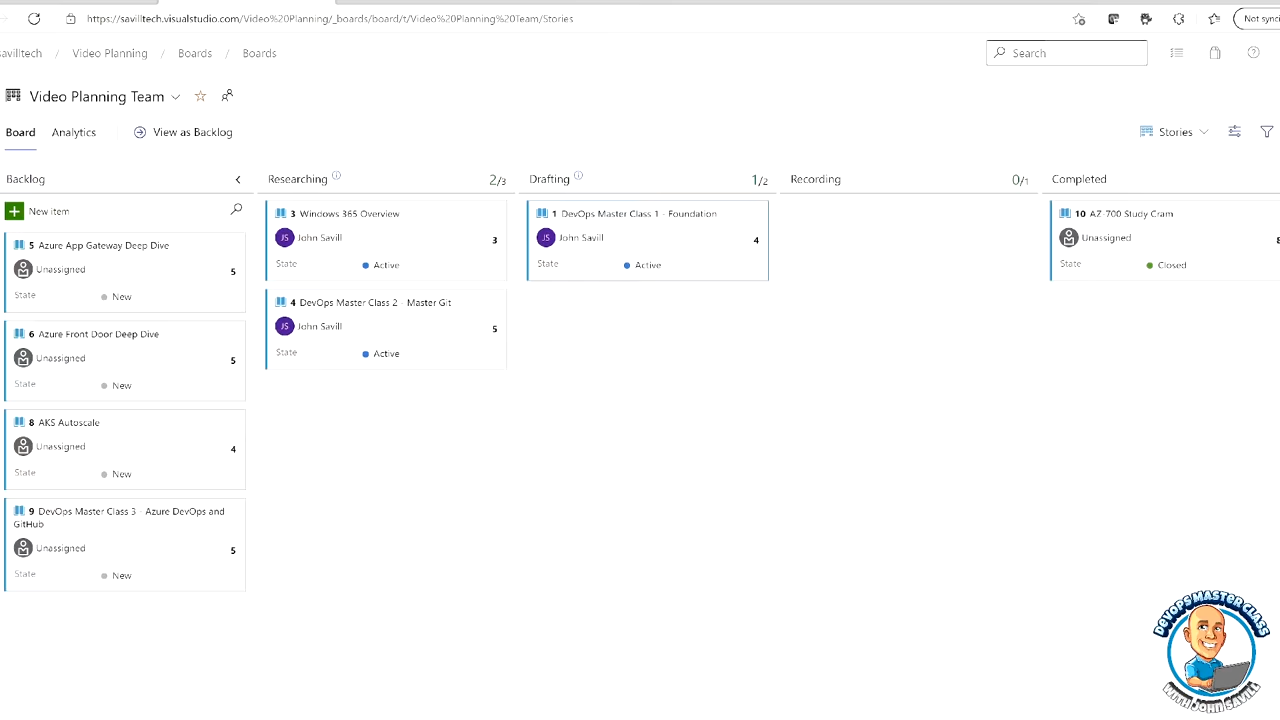 https://savilltech.visualstudio.com/Video%20Planning/_boards/board/t/Video%20Planning%20Team/Stories
Not sync
savilltech / Video Planning / Boards / Boards
Search
Video Planning Team
Board Analytics View as Backlog
Stories
Backlog
New item
5 Azure App Gateway Deep Dive
Unassigned
5
State New
6 Azure Front Door Deep Dive
Unassigned
5
State New
8 AKS Autoscale
Unassigned
4
State New
9 DevOps Master Class 3 - Azure DevOps and
GitHub
Unassigned
5
State New
Researching 2/3
3 Windows 365 Overview
JS John Savill
3
State Active
4 DevOps Master Class 2 - Master Git
JS John Savill
5
State Active
Drafting 1/2
1 DevOps Master Class 1 - Foundation
JS John Savill
4
State Active
Recording 0/1
Completed
10 AZ-700 Study Cram
Unassigned
8
State Closed
DEVOPS MASTER CLASS
WITH JOHN SAVILL